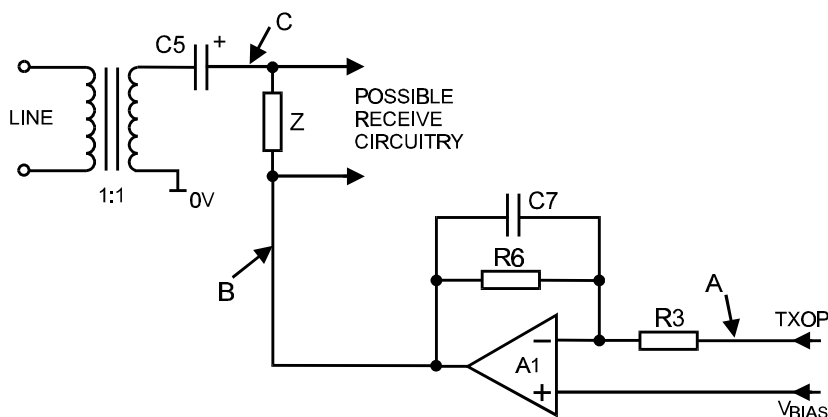 C
C5
+
LINE
Z
POSSIBLE
RECEIVE
CIRCUITRY
1:1
0V
C7
B
R6
A
R3
TXOP
A1
−
+
VBIAS